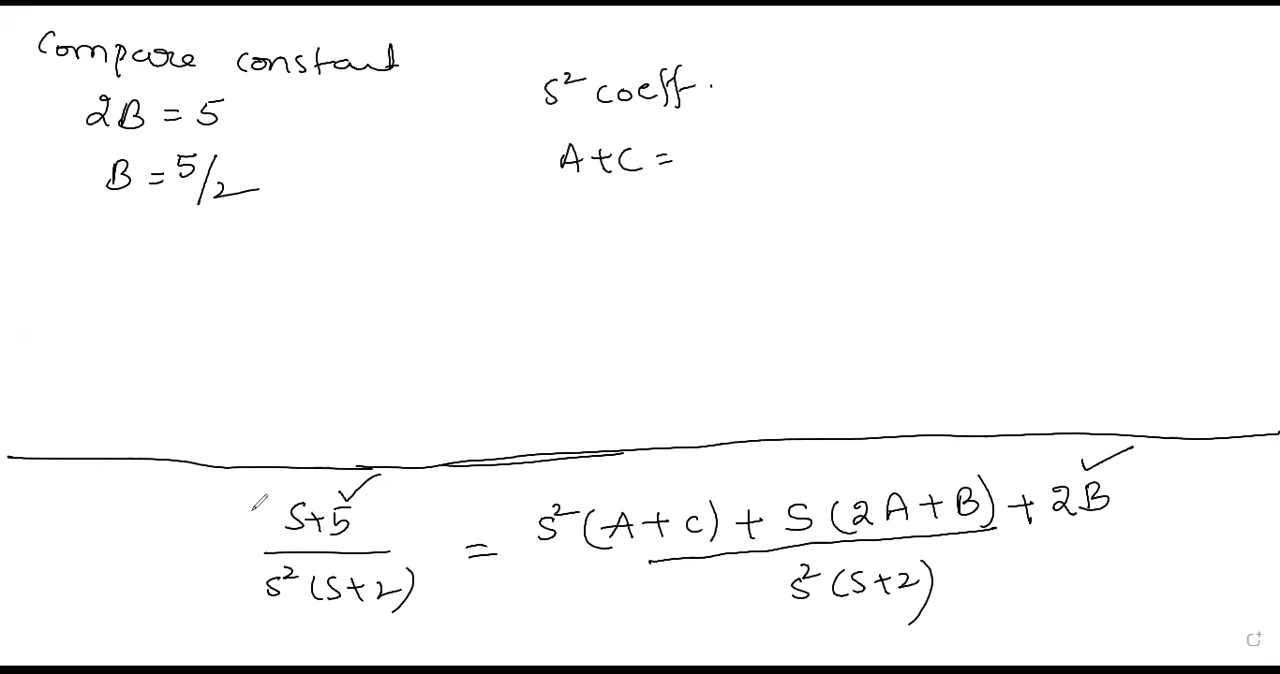 Compare constant
2B = 5
B = 5/2
s² coeff.
A+C =
S+5 / s²(s+2) = s²(A+c) + S(2A+B) + 2B / s²(s+2)